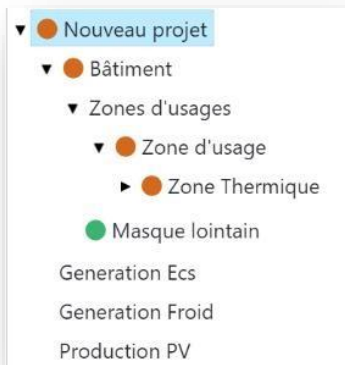 Nouveau projet
Bâtiment
Zones d'usages
Zone d'usage
Zone Thermique
Masque lointain
Generation Ecs
Generation Froid
Production PV